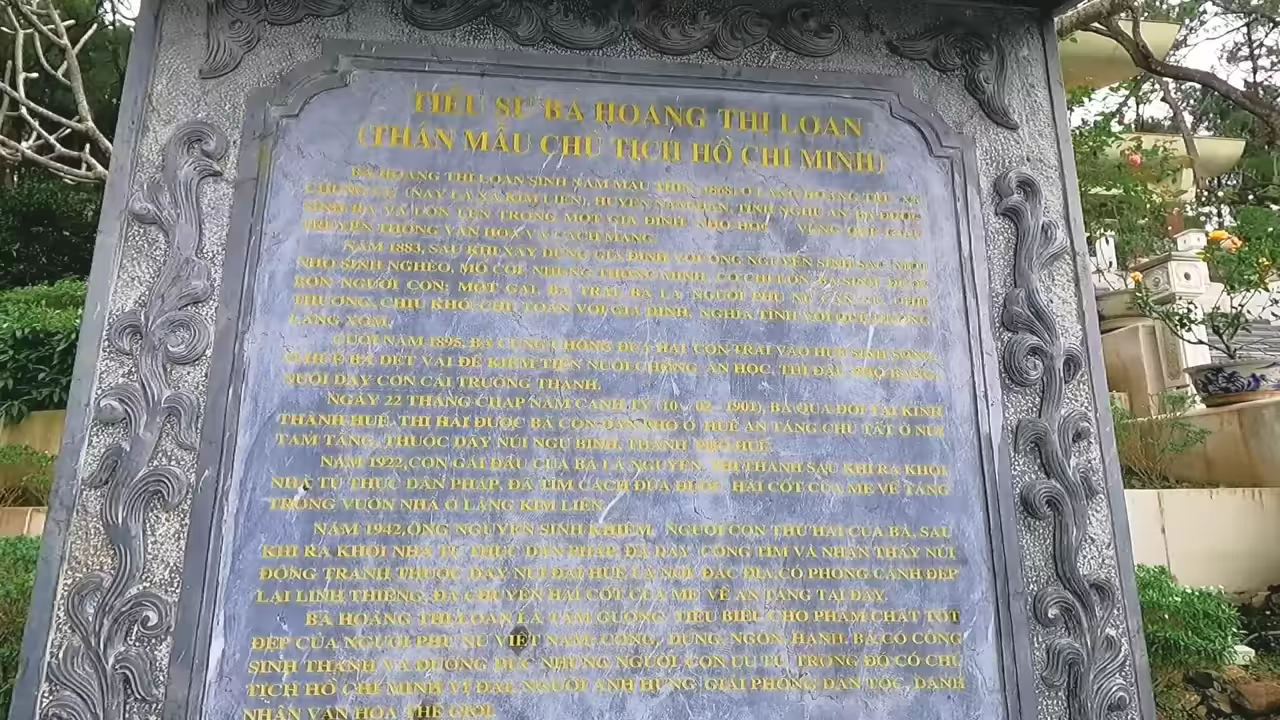 TIỂU SỬ BÀ HOÀNG THỊ LOAN
(THÂN MẪU CHỦ TỊCH HỒ CHÍ MINH)
BÀ HOÀNG THỊ LOAN SINH NĂM MẬU THÌN 1868, Ở LÀNG HOÀNG TRÙ, XÃ
CHUNG CỰ (NAY LÀ XÃ KIM LIÊN), HUYỆN NAM ĐÀN, TỈNH NGHỆ AN. BÀ ĐƯỢC
SINH RA VÀ LỚN LÊN TRONG MỘT GIA ĐÌNH NHO HỌC VÙNG QUÊ GIÀU
TRUYỀN THỐNG VĂN HÓA VÀ CÁCH MẠNG.
NĂM 1883, SAU KHI XÂY DỰNG GIA ĐÌNH VỚI ÔNG NGUYỄN SINH SẮC, MỘT
NHO SINH NGHÈO, MỒ CÔI, NHƯNG THÔNG MINH, CÓ CHÍ LỚN, BÀ SINH ĐƯỢC
BỐN NGƯỜI CON: MỘT GÁI, BA TRAI. BÀ LÀ NGƯỜI PHỤ NỮ CẦN CÙ, CHỊU
THƯƠNG, CHỊU KHÓ, CHU TOÀN VỚI GIA ĐÌNH, NGHĨA TÌNH VỚI QUÊ HƯƠNG
LÀNG XÓM.
CUỐI NĂM 1895, BÀ CÙNG CHỒNG ĐƯA HAI CON TRAI VÀO HUẾ SINH SỐNG.
Ở HUẾ BÀ DỆT VẢI ĐỂ KIẾM TIỀN NUÔI CHỒNG ĂN HỌC, THI ĐẬU PHÓ BẢNG,
NUÔI DẠY CON CÁI TRƯỞNG THÀNH.
NGÀY 22 THÁNG CHẠP NĂM CANH TÝ (10 - 02 - 1901), BÀ QUA ĐỜI TẠI KINH
THÀNH HUẾ. THI HÀI ĐƯỢC BÀ CON DÂN PHỐ Ở HUẾ AN TÁNG CHU TẤT Ở NÚI
TAM TẦNG, THUỘC DÃY NÚI NGỰ BÌNH, THÀNH PHỐ HUẾ.
NĂM 1922, CON GÁI ĐẦU CỦA BÀ LÀ NGUYỄN THỊ THANH SAU KHI RA KHỎI
NHÀ TÙ THỰC DÂN PHÁP, ĐÃ TÌM CÁCH ĐƯA ĐƯỢC HÀI CỐT CỦA MẸ VỀ TÁNG
TRONG VƯỜN NHÀ Ở LÀNG KIM LIÊN.
NĂM 1942, ÔNG NGUYỄN SINH KHIÊM, NGƯỜI CON THỨ HAI CỦA BÀ, SAU
KHI RA KHỎI NHÀ TÙ THỰC DÂN PHÁP, ĐÃ DÀY CÔNG TÌM VÀ NHẬN THẤY NÚI
ĐỘNG TRANH THUỘC DÃY NÚI ĐẠI HUỆ LÀ NƠI ĐẮC ĐỊA, CÓ PHONG CẢNH ĐẸP
LẠI LINH THIÊNG, ĐÃ CHUYỂN HÀI CỐT CỦA MẸ VỀ AN TÁNG TẠI ĐÂY.
BÀ HOÀNG THỊ LOAN LÀ TẤM GƯƠNG TIÊU BIỂU CHO PHẨM CHẤT TỐT
ĐẸP CỦA NGƯỜI PHỤ NỮ VIỆT NAM: CÔNG, DUNG, NGÔN, HẠNH. BÀ CÓ CÔNG
SINH THÀNH VÀ DƯỠNG DỤC NHỮNG NGƯỜI CON ƯU TÚ, TRONG ĐÓ CÓ CHỦ
TỊCH HỒ CHÍ MINH VĨ ĐẠI, NGƯỜI ANH HÙNG GIẢI PHÓNG DÂN TỘC, DANH
NHÂN VĂN HÓA THẾ GIỚI.